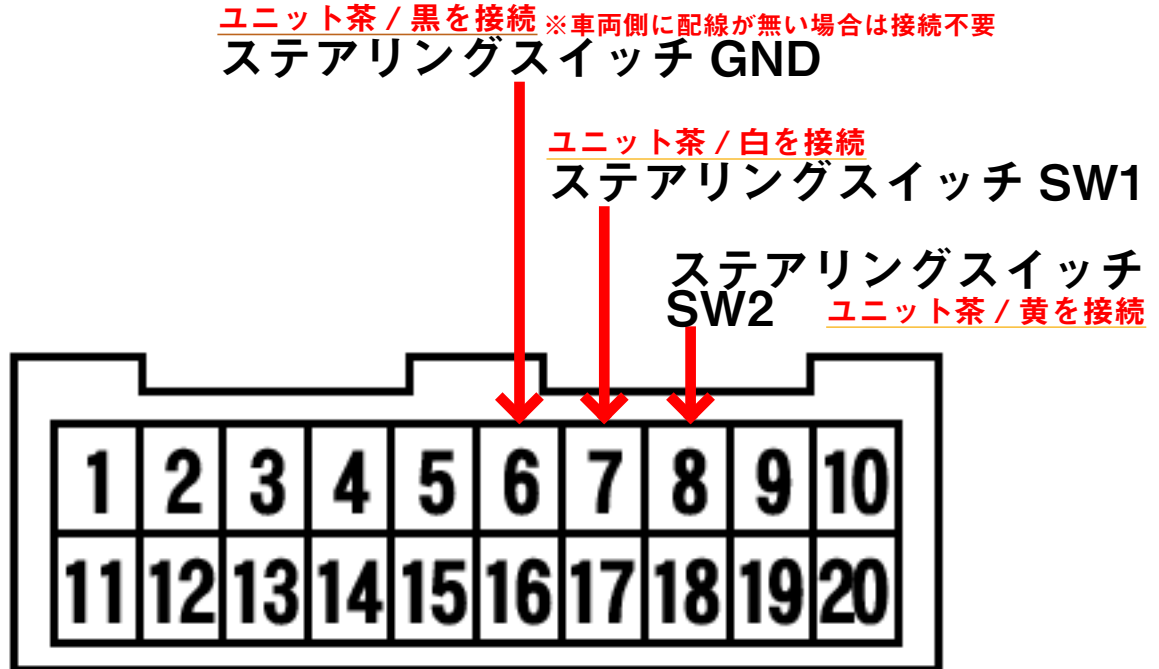 ユニット茶 / 黒を接続 ※車両側に配線が無い場合は接続不要
ステアリングスイッチ GND
ユニット茶 / 白を接続
ステアリングスイッチ SW1
ステアリングスイッチ
SW2 ユニット茶 / 黄を接続
1 2 3 4 5 6 7 8 9 10
11 12 13 14 15 16 17 18 19 20